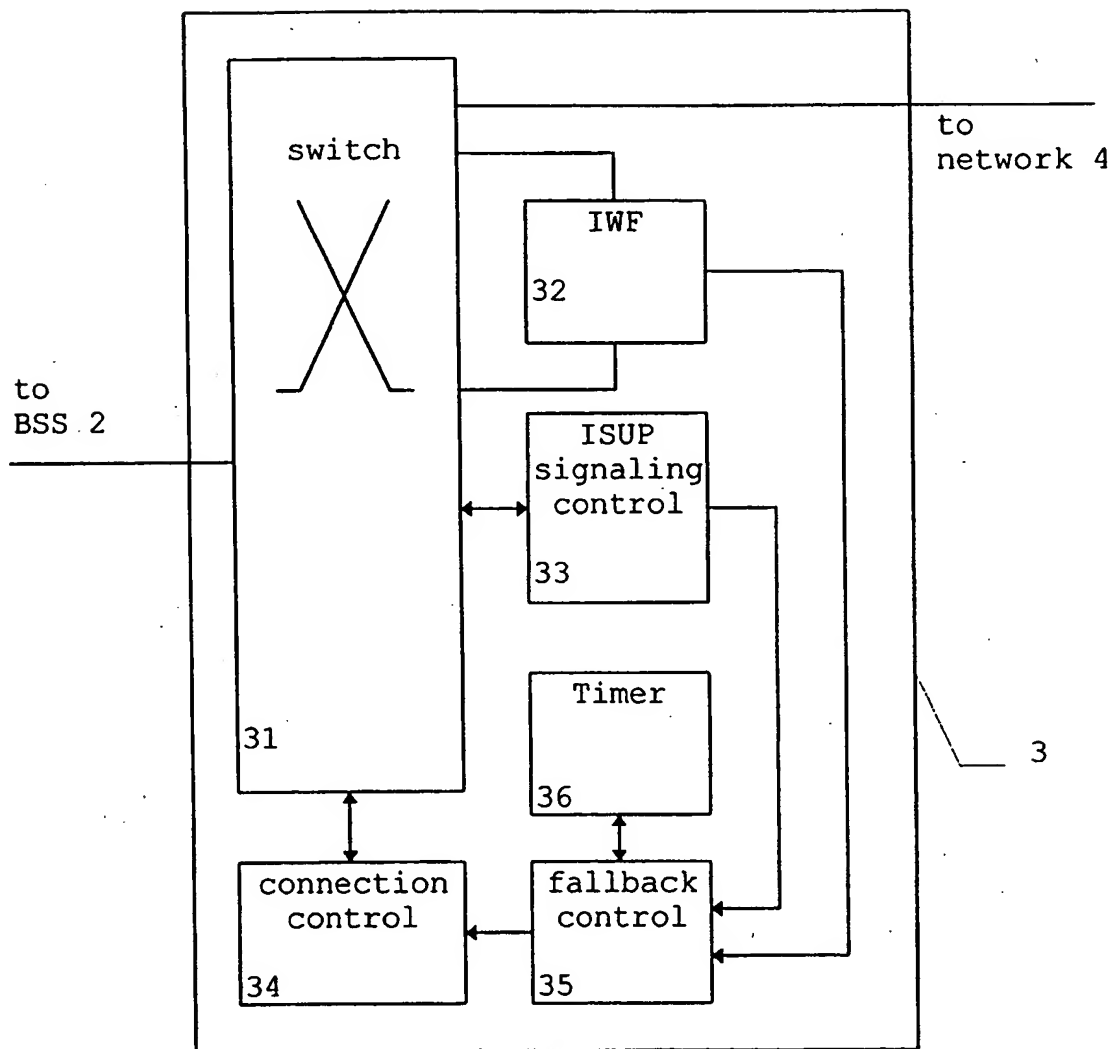 to
network 4
switch
IWF
32
to
BSS 2
ISUP
signaling
control
33
Timer
31
36
3
connection
control
34
fallback
control
35